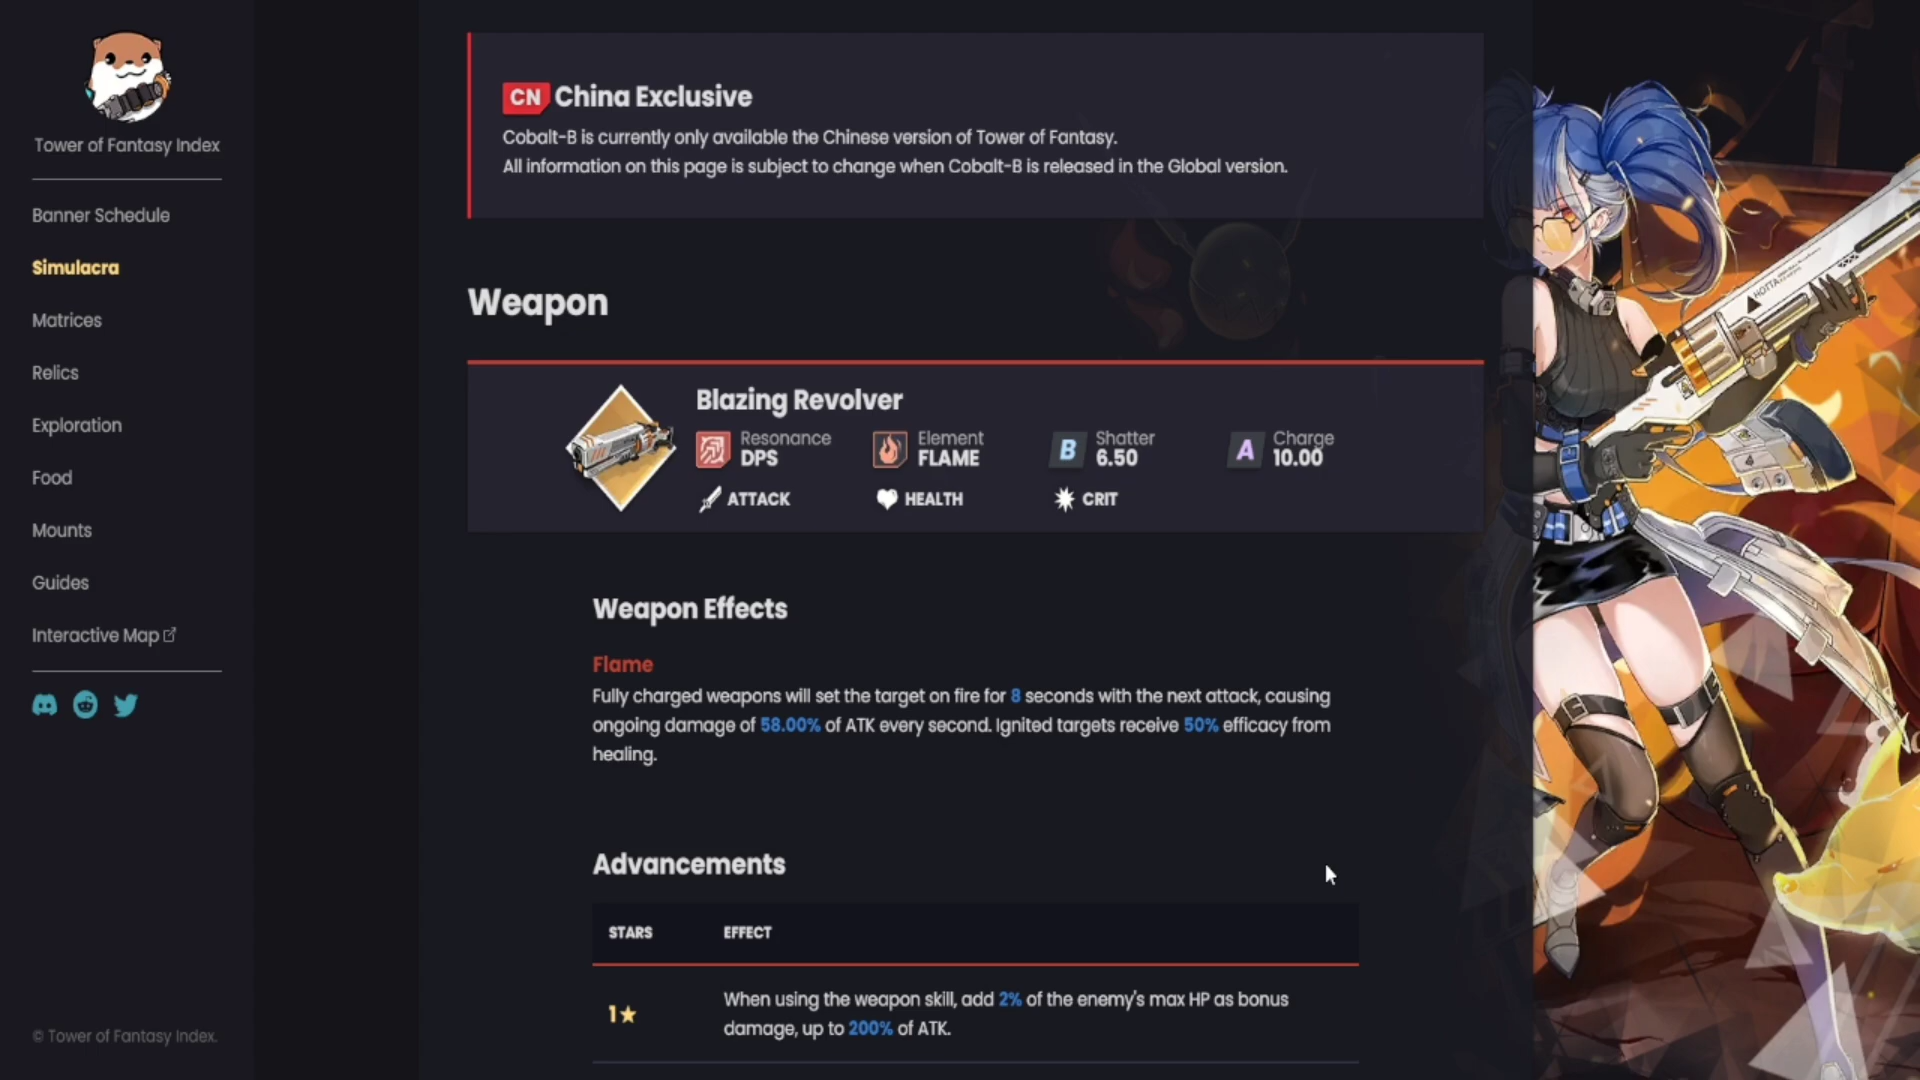 Tower of Fantasy Index
Banner Schedule
Simulacra
Matrices
Relics
Exploration
Food
Mounts
Guides
Interactive Map
© Tower of Fantasy Index.
CN China Exclusive
Cobalt-B is currently only available the Chinese version of Tower of Fantasy.
All information on this page is subject to change when Cobalt-B is released in the Global version.
Weapon
Blazing Revolver
Resonance
DPS
Element
FLAME
B
Shatter
6.50
A
Charge
10.00
ATTACK
HEALTH
CRIT
Weapon Effects
Flame
Fully charged weapons will set the target on fire for 8 seconds with the next attack, causing
ongoing damage of 58.00% of ATK every second. Ignited targets receive 50% efficacy from
healing.
Advancements
STARS EFFECT
1★
When using the weapon skill, add 2% of the enemy's max HP as bonus
damage, up to 200% of ATK.
HOTTA